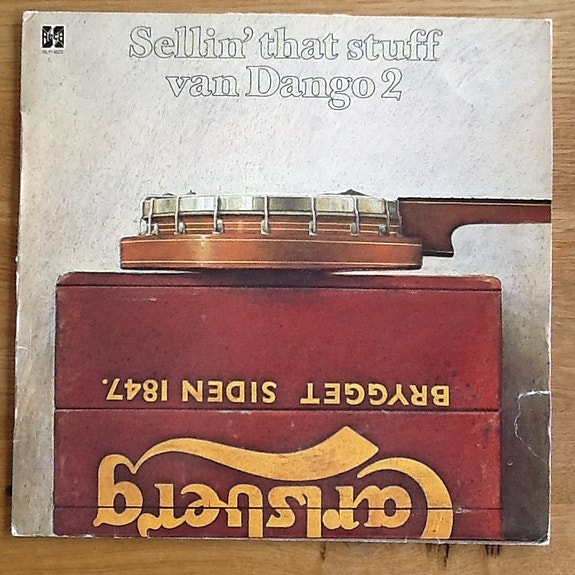 Sellin' that stuff
van Dango 2
BRYGGET SIDEN 1847.
Carlsberg